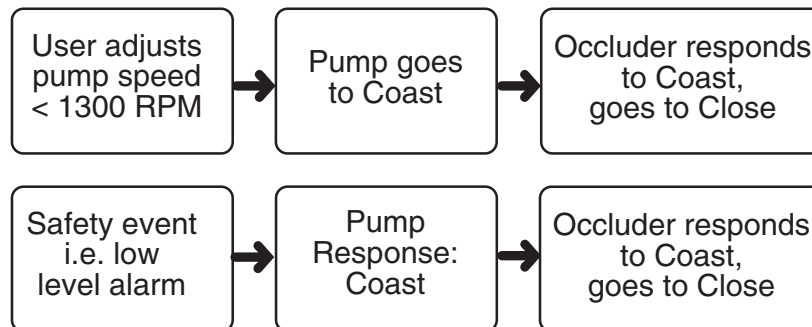 User adjusts
pump speed
< 1300 RPM
Pump goes
to Coast
Occluder responds
to Coast,
goes to Close
Safety event
i.e. low
level alarm
Pump
Response:
Coast
Occluder responds
to Coast,
goes to Close